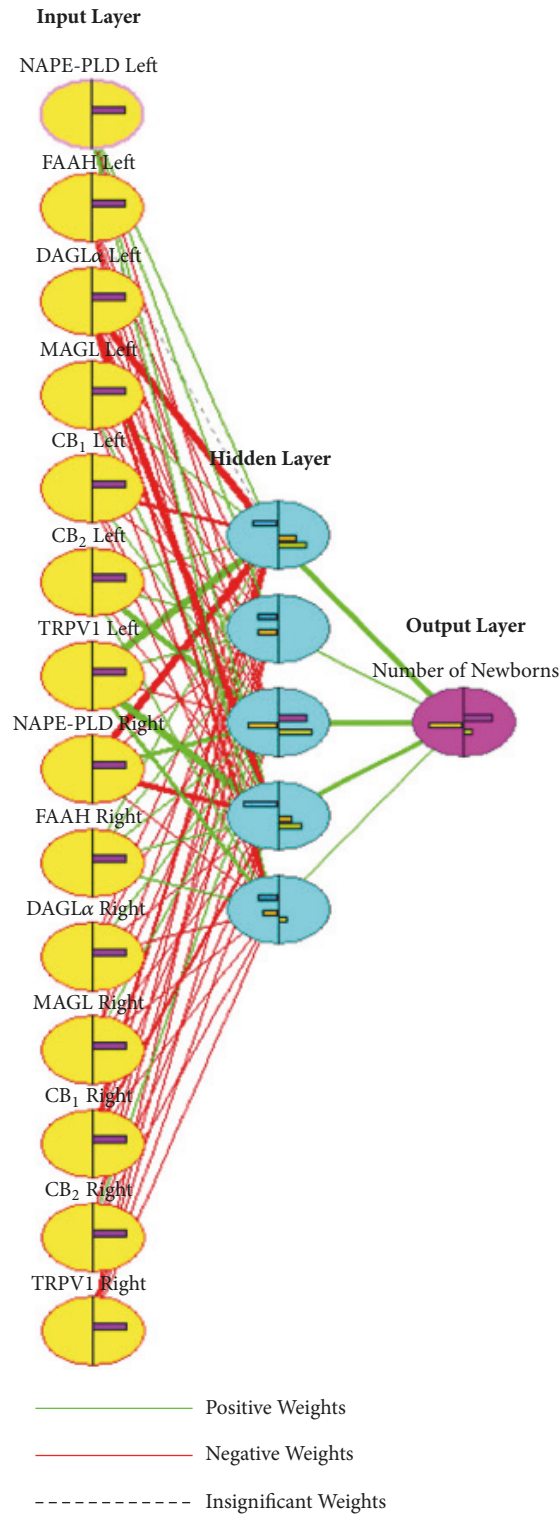 Input Layer
NAPE-PLD Left
FAAH Left
DAGLα Left
MAGL Left
CB₁ Left
CB₂ Left
TRPV1 Left
NAPE-PLD Right
FAAH Right
DAGLα Right
MAGL Right
CB₁ Right
CB₂ Right
TRPV1 Right
Hidden Layer
Output Layer
Number of Newborns
Positive Weights
Negative Weights
Insignificant Weights